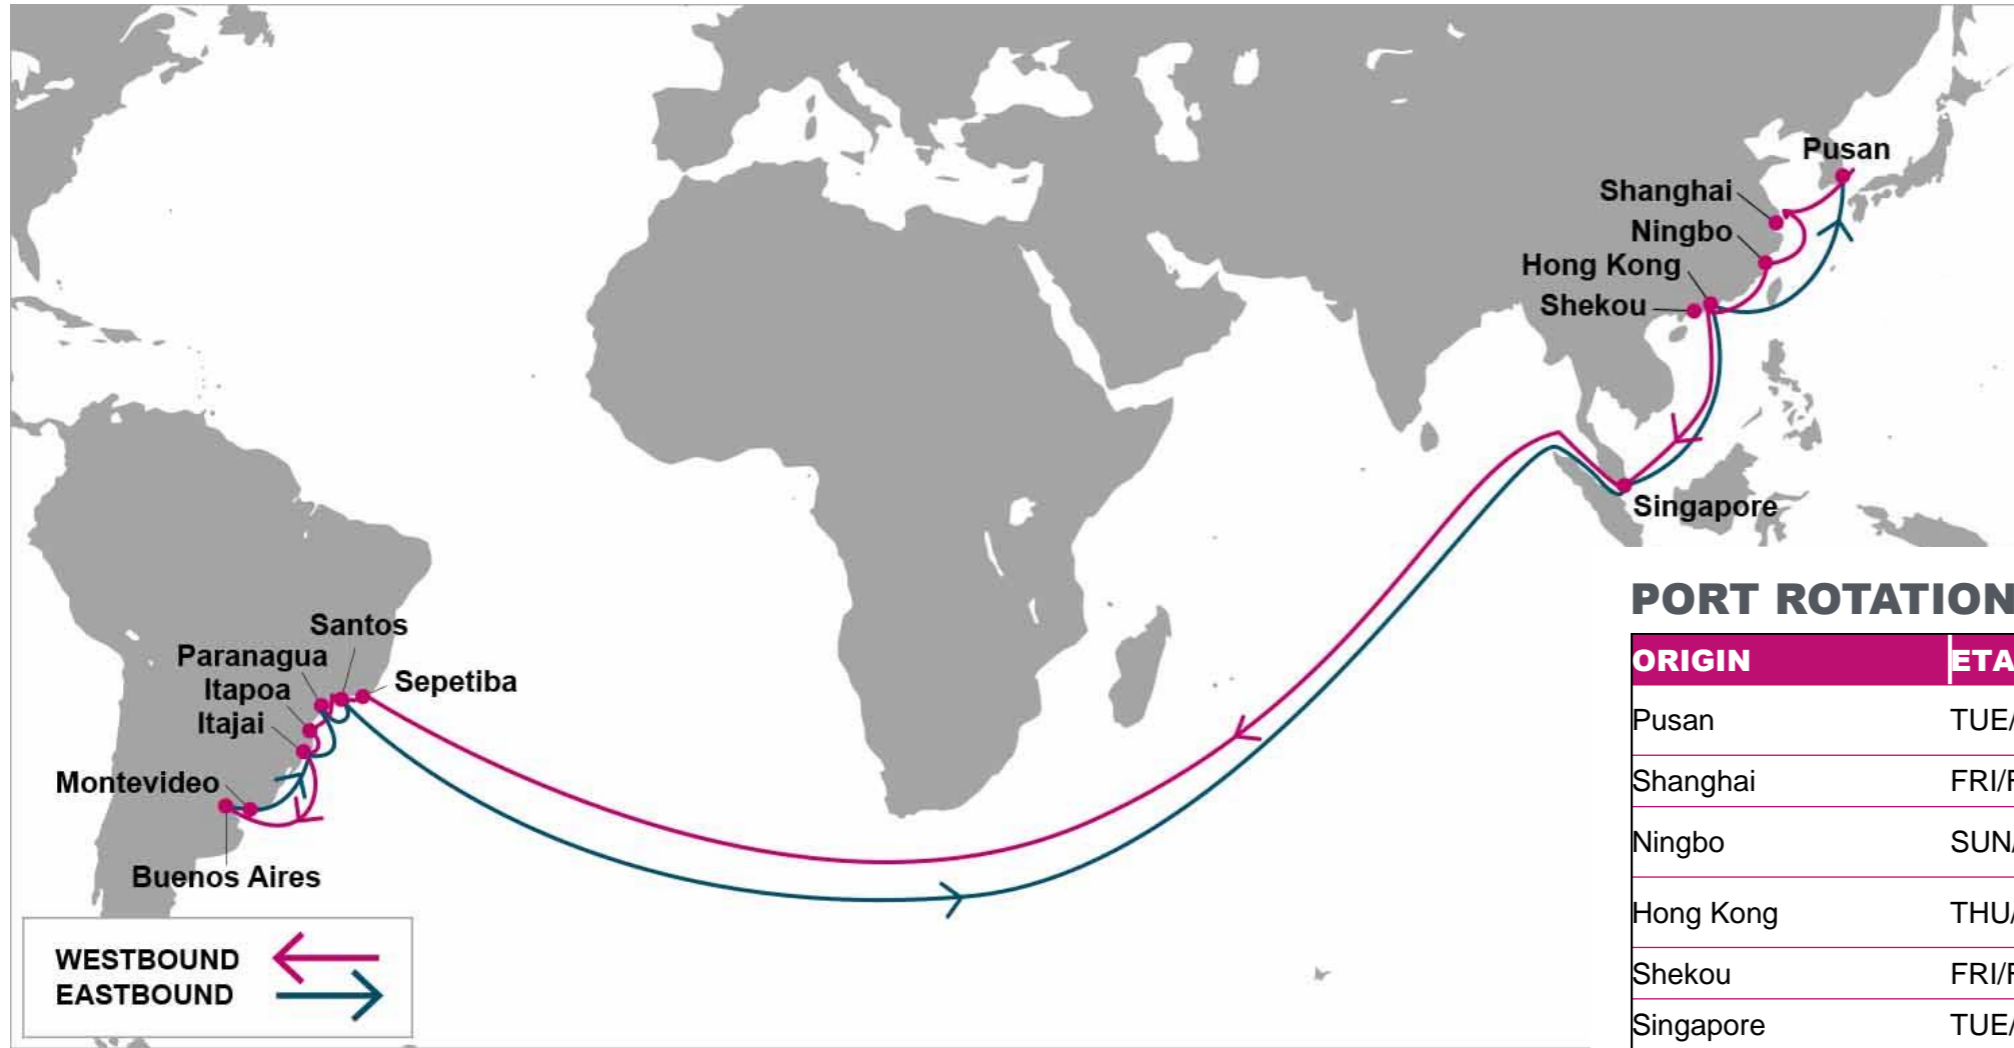 Pusan
Shanghai
Ningbo
Hong Kong
Shekou
Singapore
Santos
Paranagua
Itapoa
Sepetiba
Itajai
Montevideo
Buenos Aires
WESTBOUND
EASTBOUND
PORT ROTATION
ORIGIN ETA
Pusan TUE/
Shanghai FRI/F
Ningbo SUN/
Hong Kong THU/
Shekou FRI/F
Singapore TUE/